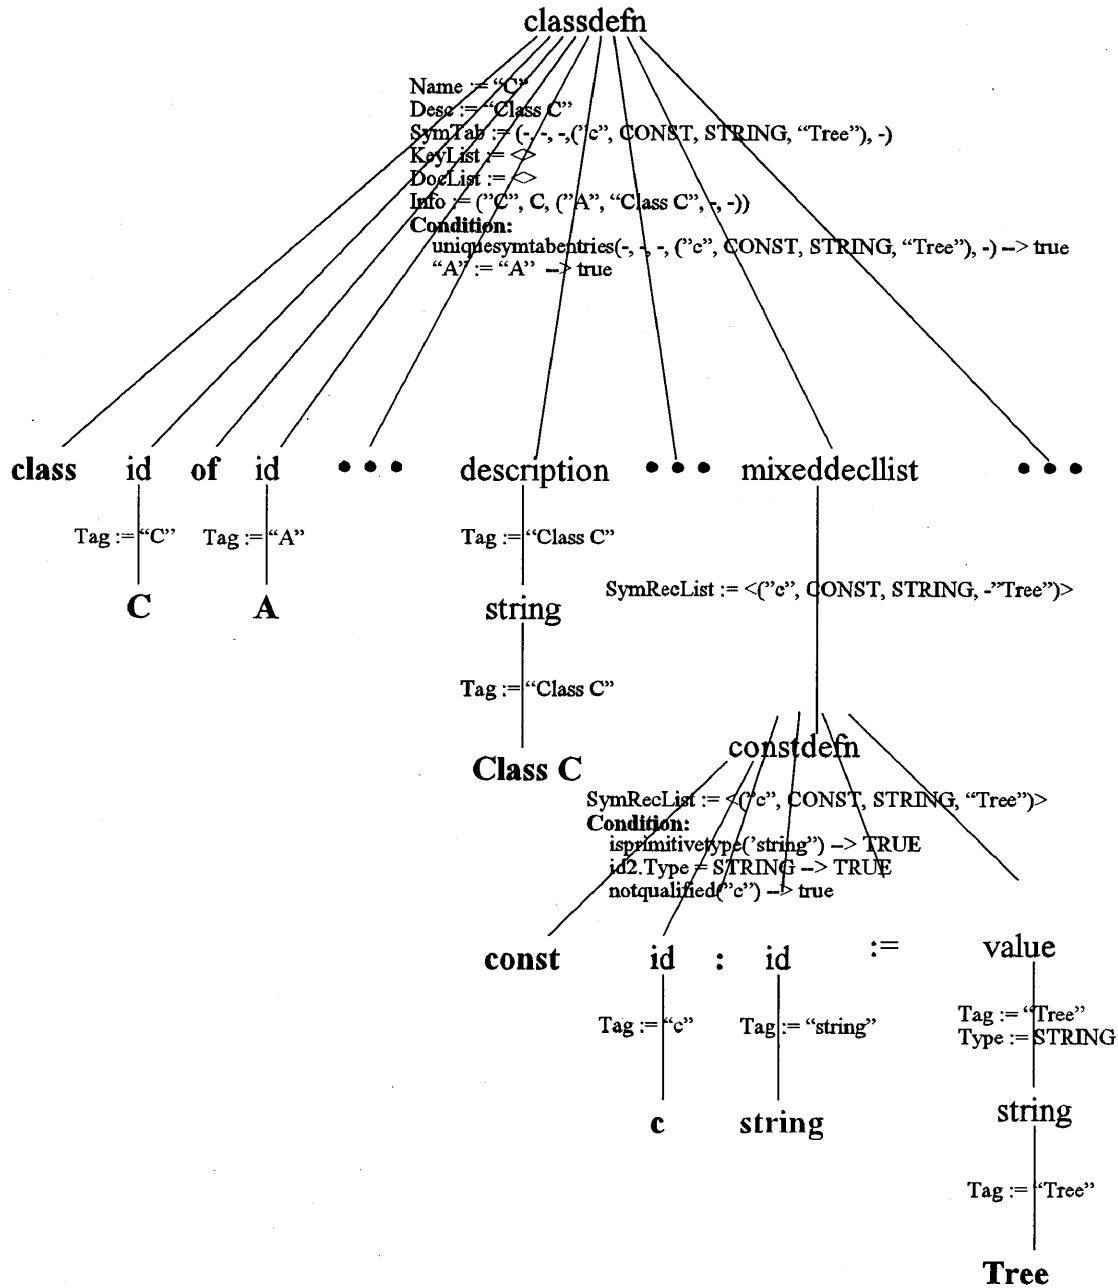 classdefn
Name := “C”
Desc := “Class C”
SymTab := (-, -, -,(”c”, CONST, STRING, “Tree”), -)
KeyList := <>
DocList := <>
Info := (”C”, C, (”A”, “Class C”, -, -))
Condition:
uniquesymtabentries(-, -, -, (”c”, CONST, STRING, “Tree”), -) --> true
“A” := “A” --> true
class id of id • • • description • • • mixeddecllist • • •
Tag := “C” Tag := “A” Tag := “Class C”
SymRecList := <(”c”, CONST, STRING, -”Tree”)>
C A string
Tag := “Class C”
constdefn
Class C
SymRecList := <(”c”, CONST, STRING, “Tree”)>
Condition:
isprimitivetype(’string”) --> TRUE
id2.Type = STRING --> TRUE
notqualified(”c”) --> true
const id : id := value
Tag := “c” Tag := “string” Tag := “Tree”
Type := STRING
c string string
Tag := “Tree”
Tree